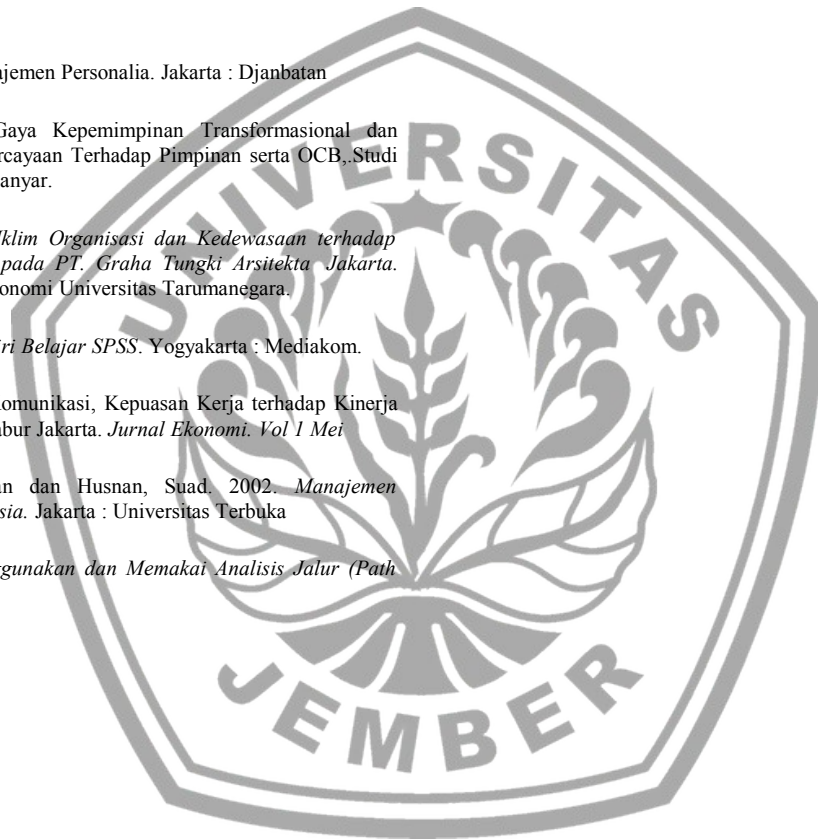 ajemen Personalia. Jakarta : Djanbatan
Gaya Kepemimpinan Transformasional dan
rcayaan Terhadap Pimpinan serta OCB,.Studi
anyar.
Iklim Organisasi dan Kedewasaan terhadap
pada PT. Graha Tungki Arsitekta Jakarta.
onomi Universitas Tarumanegara.
iri Belajar SPSS. Yogyakarta : Mediakom.
omunikasi, Kepuasan Kerja terhadap Kinerja
abur Jakarta. Jurnal Ekonomi. Vol 1 Mei
an dan Husnan, Suad. 2002. Manajemen
sia. Jakarta : Universitas Terbuka
ggunakan dan Memakai Analisis Jalur (Path
UNIVERSITAS
JEMBER